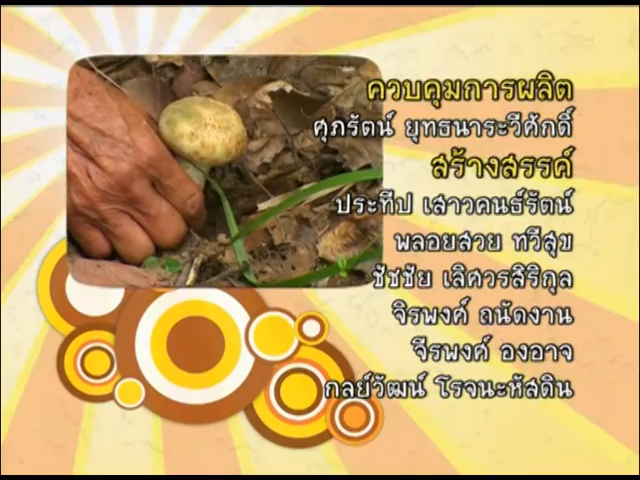 ควบคุมการผลิต
ศุภรัตน์ ยุทธนาระวีศักดิ์
สร้างสรรค์
ประทีป เสาวคนธ์รัตน์
พลอยสวย ทวีสุข
ชัชชัย เลิศวรสิริกุล
จิรพงศ์ ถนัดงาน
จีรพงศ์ องอาจ
กลย์วัฒน์ โรจนะหัสดิน